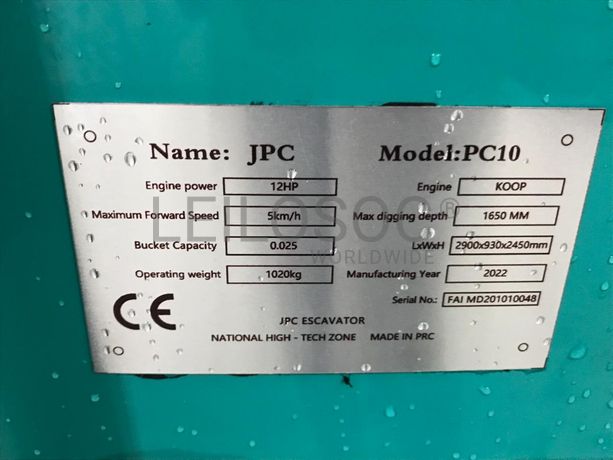 Name: JPC Model:PC10
Engine power 12HP Engine KOOP
Maximum Forward Speed 5km/h Max digging depth 1650 MM
LEILOSOC®
WORLDWIDE
Bucket Capacity 0.025 LxWxH 2900x930x2450mm
Operating weight 1020kg Manufacturing Year 2022
Serial No.: FAI MD201010048
CE
JPC ESCAVATOR
NATIONAL HIGH - TECH ZONE MADE IN PRC